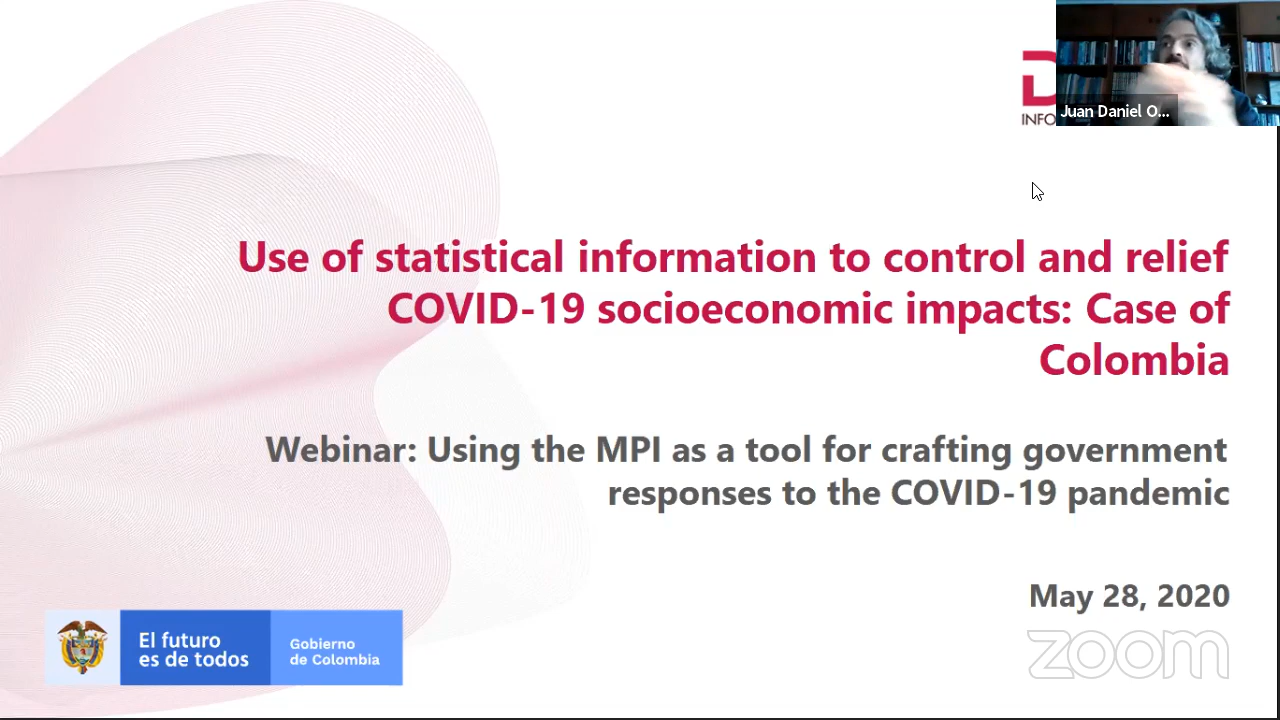 D
INFO
Juan Daniel O...
Use of statistical information to control and relief
COVID-19 socioeconomic impacts: Case of
Colombia
Webinar: Using the MPI as a tool for crafting government
responses to the COVID-19 pandemic
May 28, 2020
El futuro
es de todos
Gobierno
de Colombia
zoom